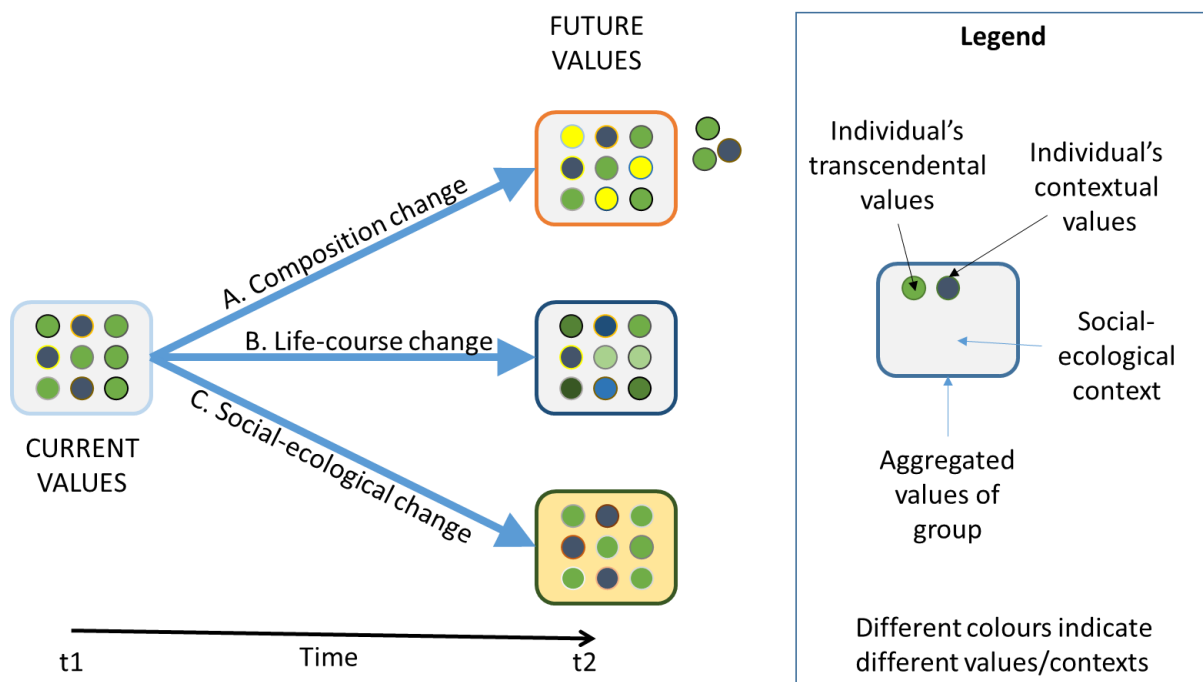 FUTURE
VALUES
A. Composition change
B. Life-course change
C. Social-ecological change
CURRENT
VALUES
t1
Time
t2
Legend
Individual’s
transcendental
values
Individual’s
contextual
values
Social-
ecological
context
Aggregated
values of
group
Different colours indicate
different values/contexts